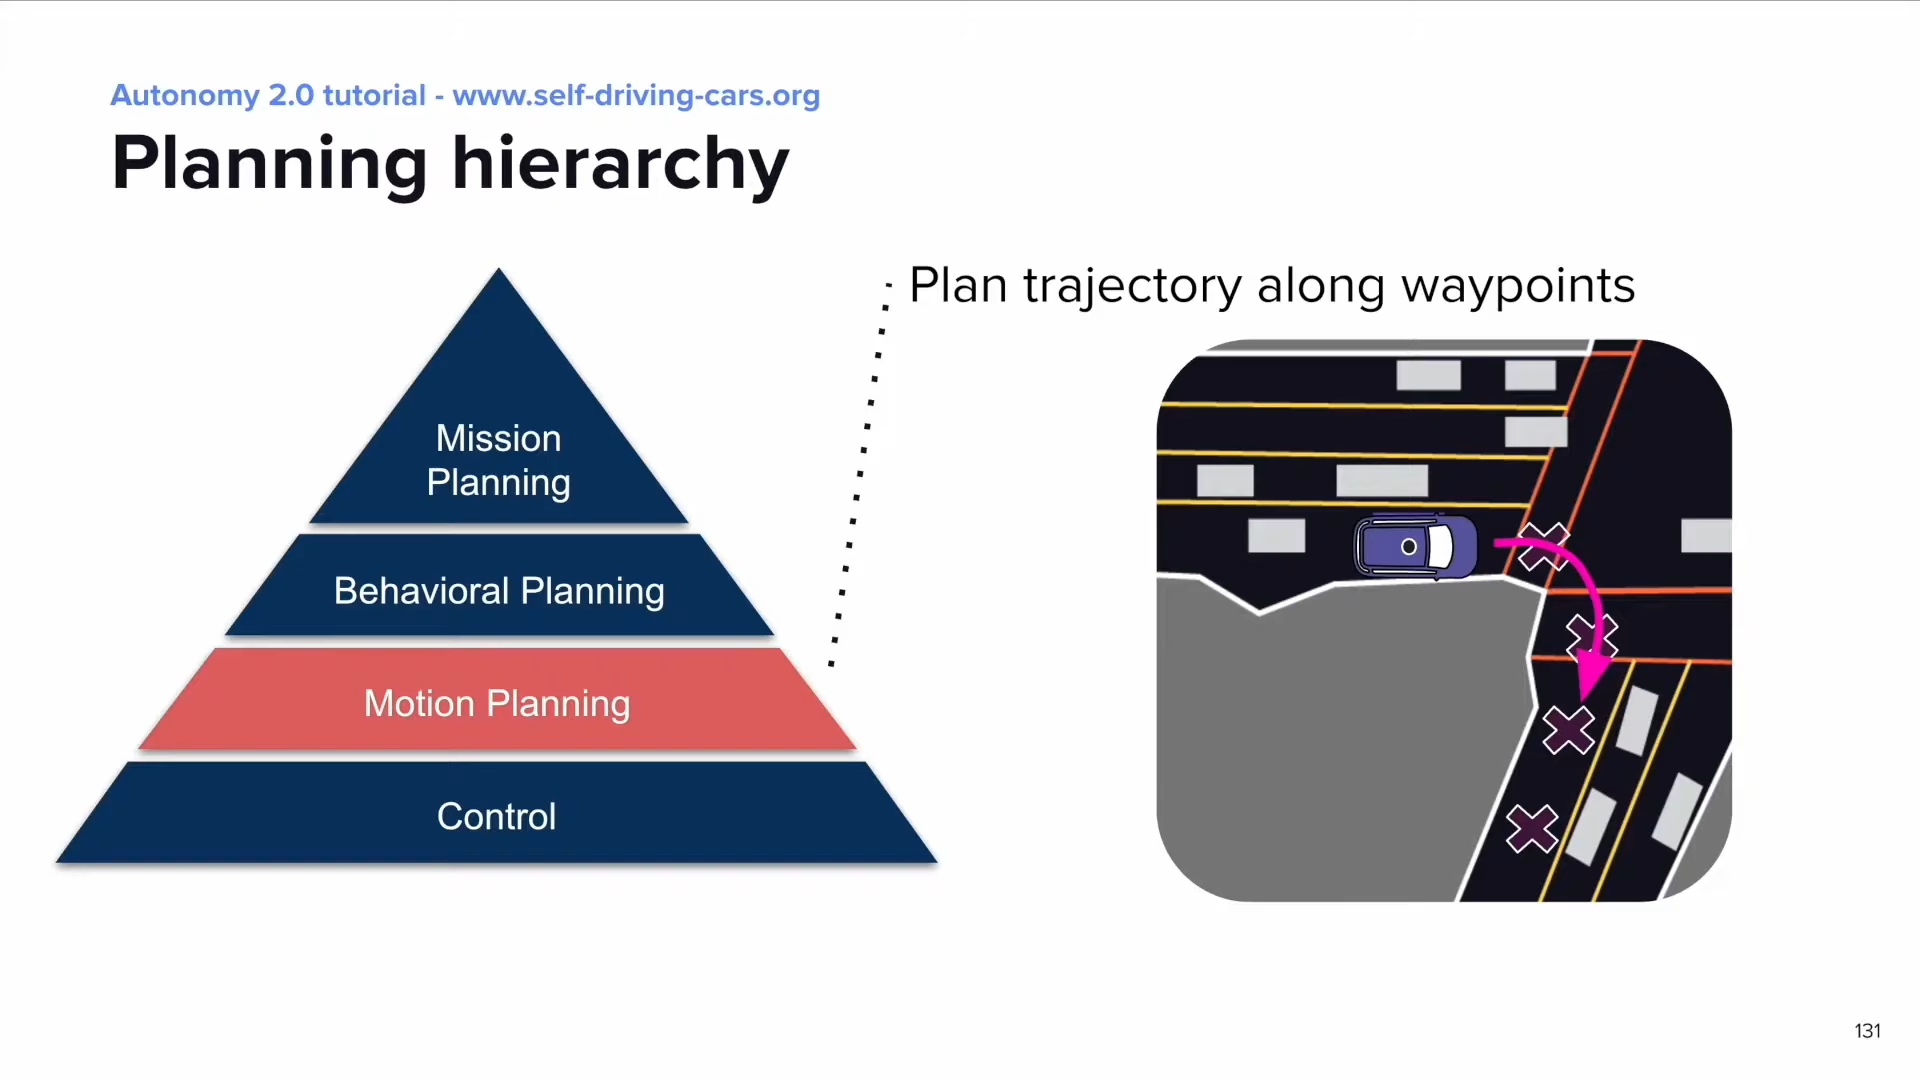 Autonomy 2.0 tutorial - www.self-driving-cars.org
Planning hierarchy
Plan trajectory along waypoints
Mission
Planning
Behavioral Planning
Motion Planning
Control
131